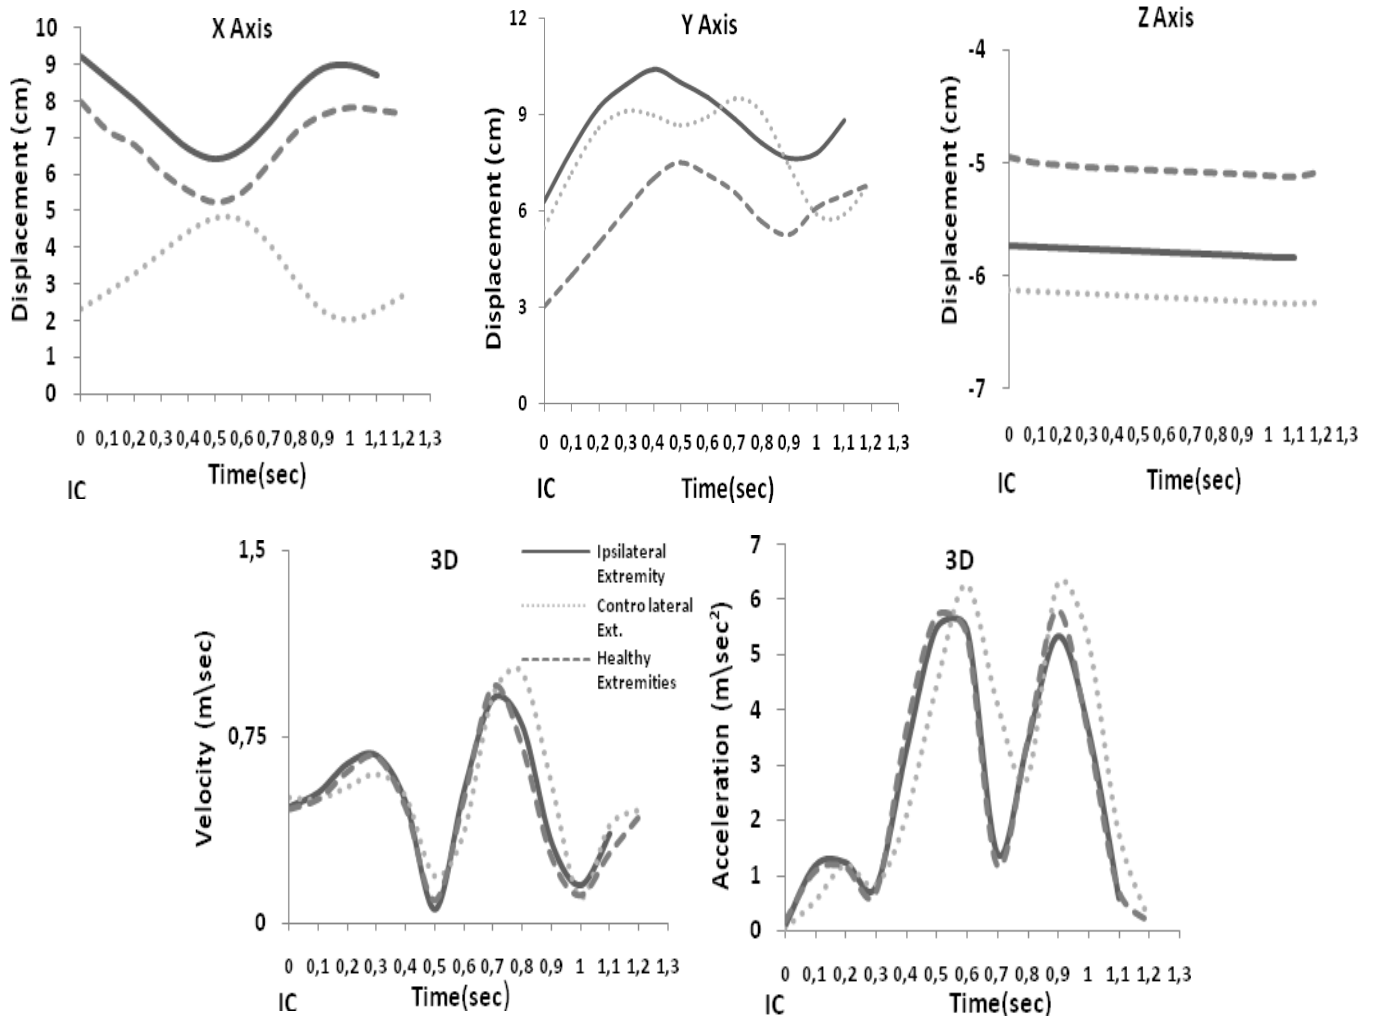 X Axis
Displacement (cm)
10
9
8
7
6
5
4
3
2
1
0
0 0,1 0,2 0,3 0,4 0,5 0,6 0,7 0,8 0,9 1 1,1 1,2 1,3
Time(sec)
IC
Y Axis
Displacement (cm)
12
9
6
3
0
0 0,1 0,2 0,3 0,4 0,5 0,6 0,7 0,8 0,9 1 1,1 1,2 1,3
IC
Time(sec)
Z Axis
Displacement (cm)
-4
-5
-6
-7
0 0,1 0,2 0,3 0,4 0,5 0,6 0,7 0,8 0,9 1 1,1 1,2 1,3
IC
Time(sec)
3D
Velocity (m\sec)
1,5
0,75
0
Ipsilateral
Extremity
Contro lateral
Ext.
Healthy
Extremities
0 0,1 0,2 0,3 0,4 0,5 0,6 0,7 0,8 0,9 1 1,1 1,2 1,3
IC
Time(sec)
3D
Acceleration (m\sec²)
7
6
5
4
3
2
1
0
0 0,1 0,2 0,3 0,4 0,5 0,6 0,7 0,8 0,9 1 1,1 1,2 1,3
IC
Time(sec)